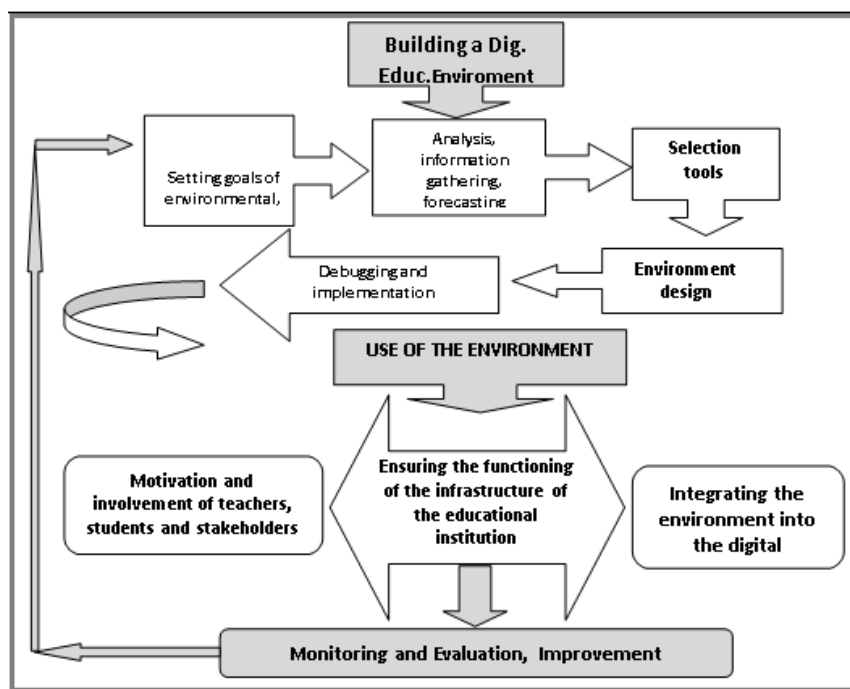 Building a Dig.
Educ.Enviroment
Setting goals of
environmental,
Analysis,
information
gathering,
forecasting
Selection
tools
Environment
design
Debugging and
implementation
USE OF THE ENVIRONMENT
Motivation and
involvement of teachers,
students and stakeholders
Ensuring the functioning
of the infrastructure of
the educational
institution
Integrating the
environment into
the digital
Monitoring and Evaluation, Improvement